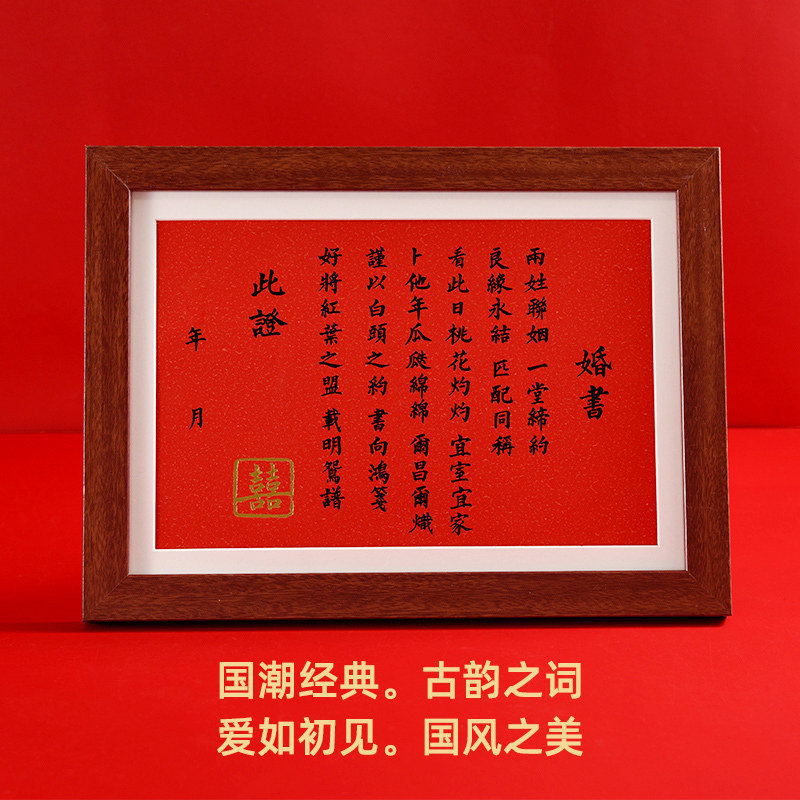 婚書
兩姓聯姻 一堂締約
良緣永結 匹配同稱
看此日桃花灼灼 宜室宜家
卜他年瓜瓞綿綿 爾昌爾熾
謹以白頭之約 書向鴻箋
好將紅葉之盟 載明鴛譜
此證
年 月
囍
国潮经典。古韵之词
爱如初见。国风之美